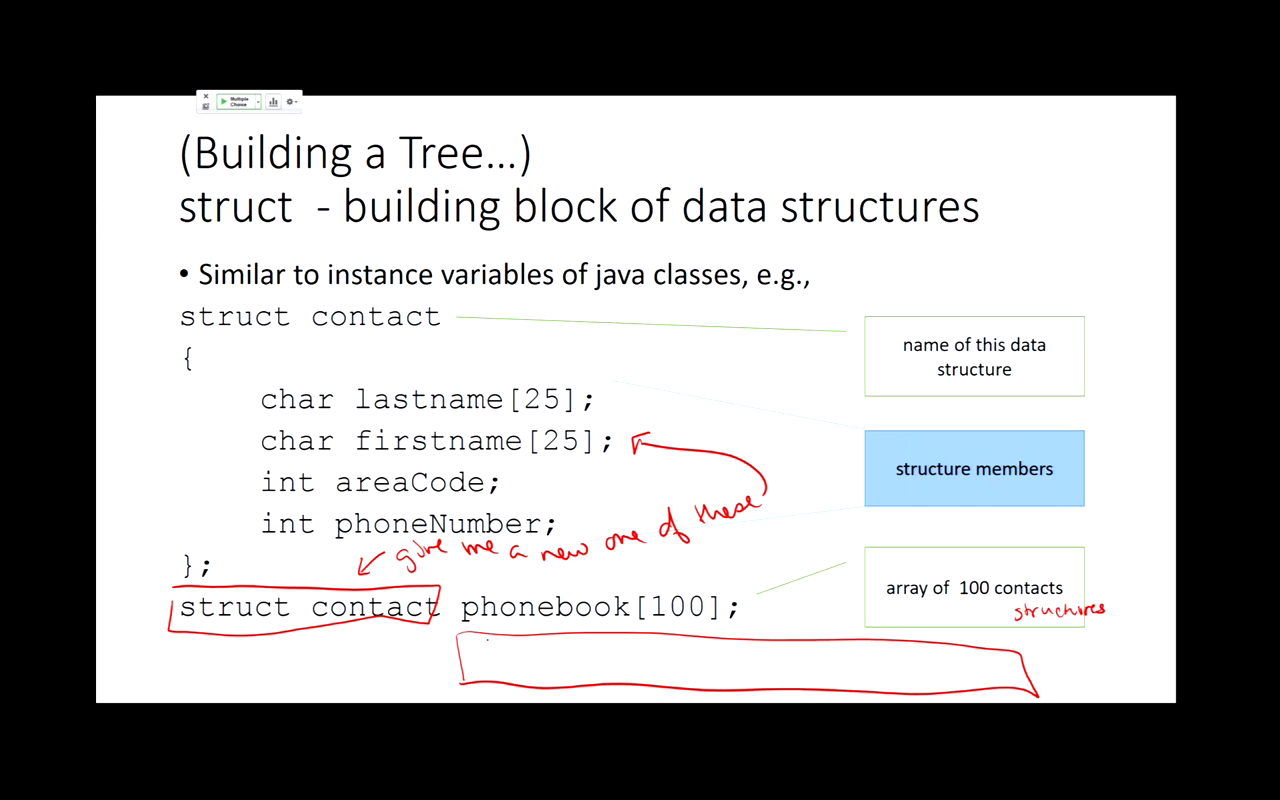 Multiple
Choice
(Building a Tree...)
struct - building block of data structures
• Similar to instance variables of java classes, e.g.,
struct contact
{
char lastname[25];
char firstname[25];
int areaCode;
int phoneNumber;
};
struct contact phonebook[100];
give me a new one of these
name of this data
structure
structure members
array of 100 contacts
structures